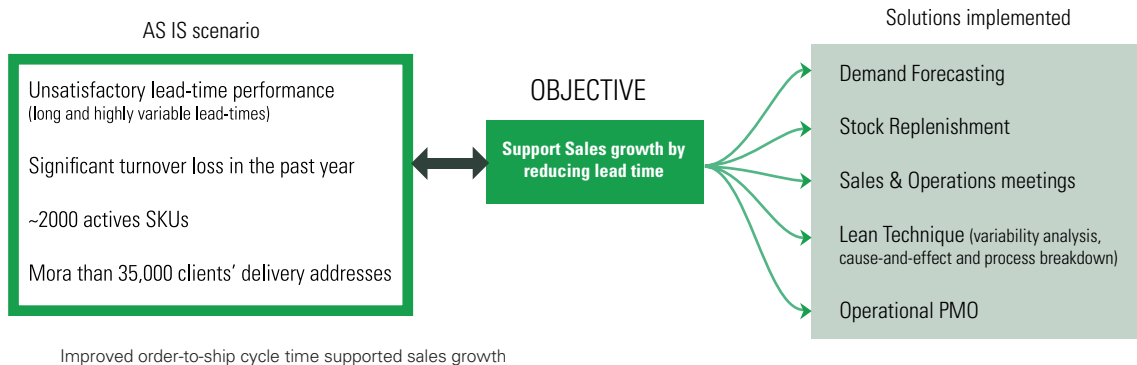 AS IS scenario
Unsatisfactory lead-time performance
(long and highly variable lead-times)
Significant turnover loss in the past year
~2000 actives SKUs
Mora than 35,000 clients’ delivery addresses
OBJECTIVE
Support Sales growth by
reducing lead time
Solutions implemented
Demand Forecasting
Stock Replenishment
Sales & Operations meetings
Lean Technique (variability analysis,
cause-and-effect and process breakdown)
Operational PMO
Improved order-to-ship cycle time supported sales growth